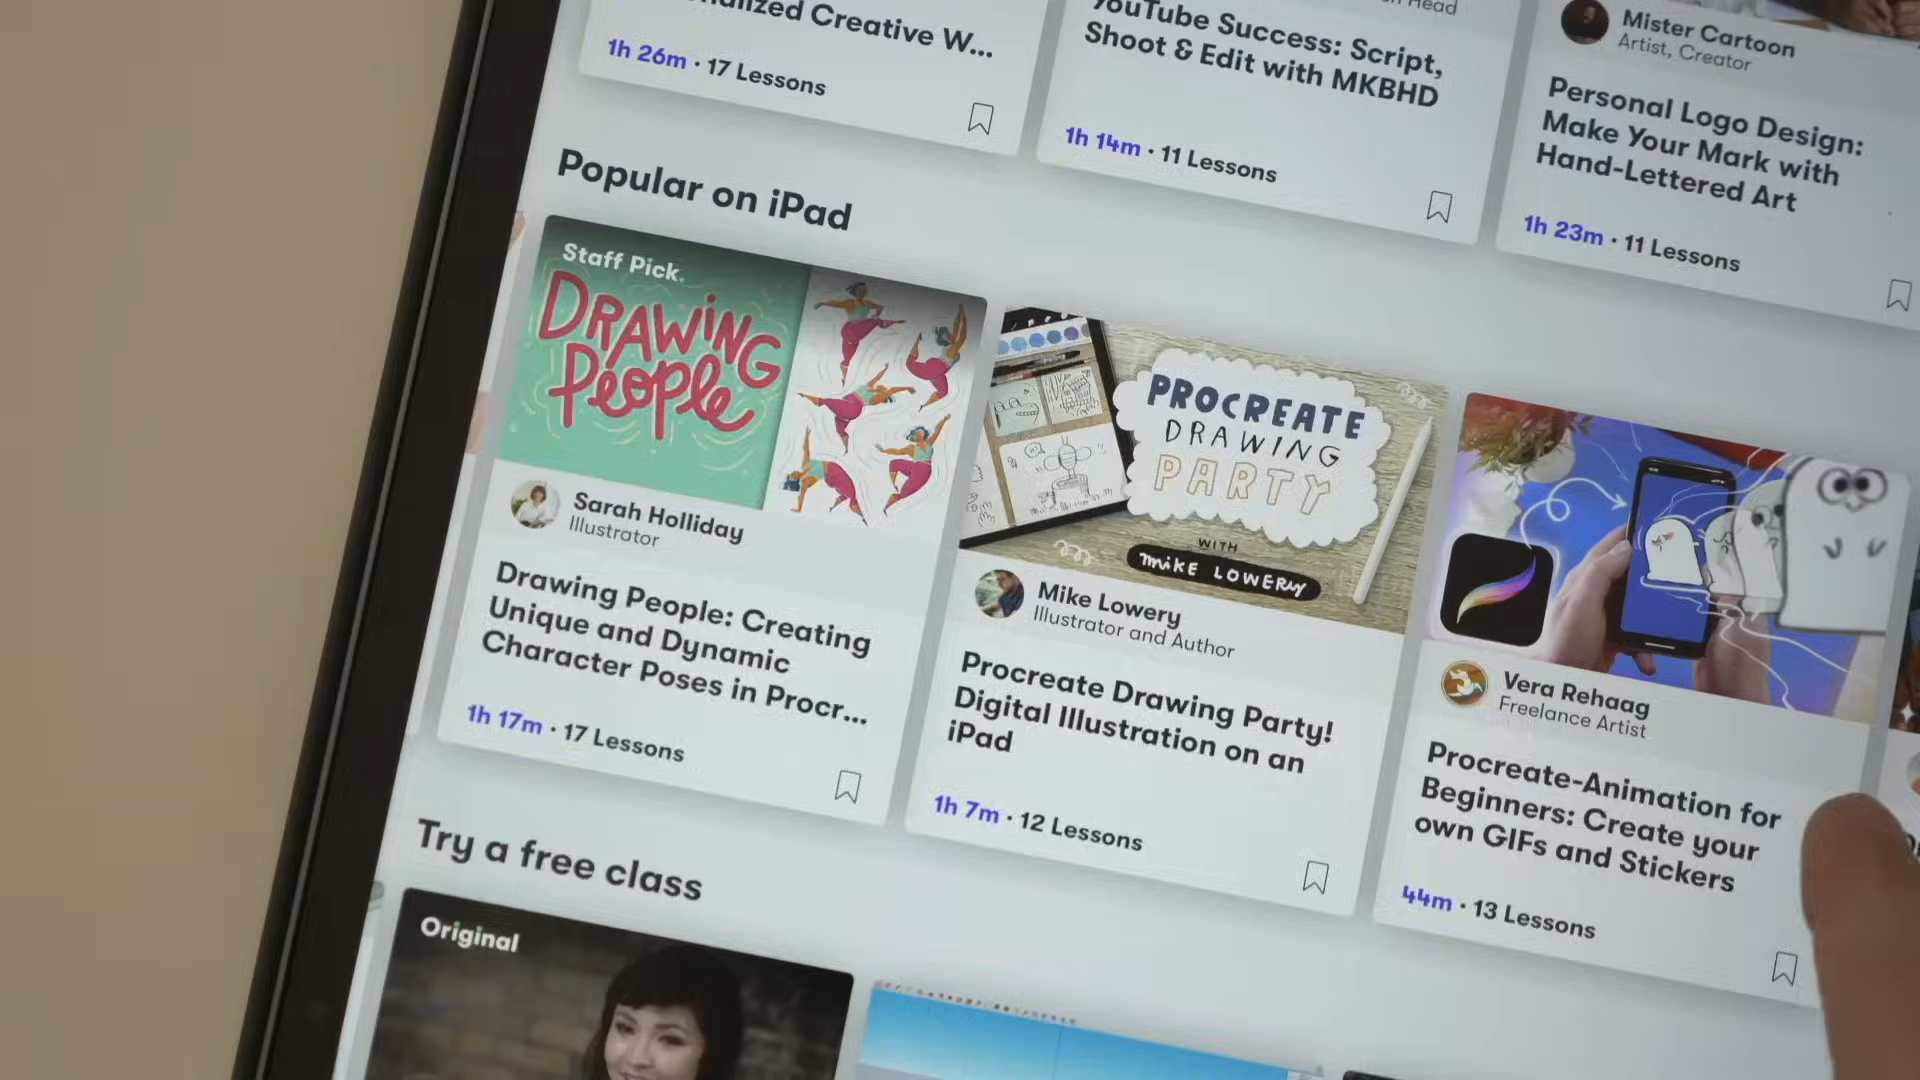 Creative W...
1h 26m · 17 Lessons
YouTube Success: Script,
Shoot & Edit with MKBHD
1h 14m · 11 Lessons
Mister Cartoon
Artist, Creator
Personal Logo Design:
Make Your Mark with
Hand-Lettered Art
1h 23m · 11 Lessons
Popular on iPad
Staff Pick.
DRAWING
People
Sarah Holliday
Illustrator
Drawing People: Creating
Unique and Dynamic
Character Poses in Procr...
1h 17m · 17 Lessons
PROCREATE
DRAWING
PARTY
WITH
MIKE LOWERY
Mike Lowery
Illustrator and Author
Procreate Drawing Party!
Digital Illustration on an
iPad
1h 7m · 12 Lessons
Vera Rehaag
Freelance Artist
Procreate-Animation for
Beginners: Create your
own GIFs and Stickers
44m · 13 Lessons
Try a free class
Original